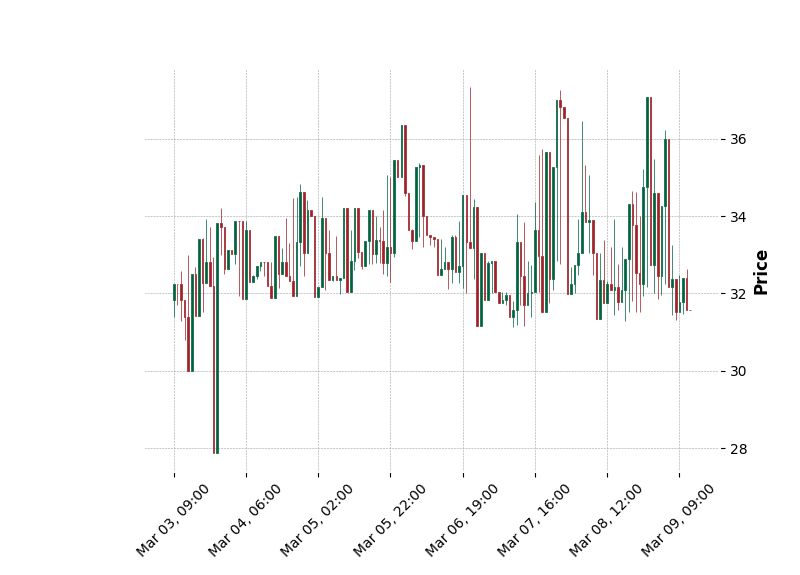 36
34
32
30
28
Price
Mar 03, 09:00
Mar 04, 06:00
Mar 05, 02:00
Mar 05, 22:00
Mar 06, 19:00
Mar 07, 16:00
Mar 08, 12:00
Mar 09, 09:00